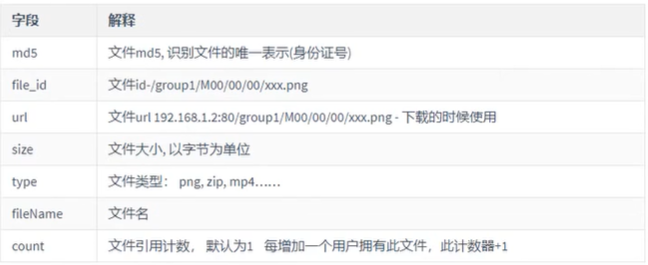 字段 解释
md5 文件md5, 识别文件的唯一表示(身份证号)
file_id 文件id-/group1/M00/00/00/xxx.png
url 文件url 192.168.1.2:80/group1/M00/00/00/xxx.png - 下载的时候使用
size 文件大小, 以字节为单位
type 文件类型： png, zip, mp4……
fileName 文件名
count 文件引用计数， 默认为1 每增加一个用户拥有此文件，此计数器+1